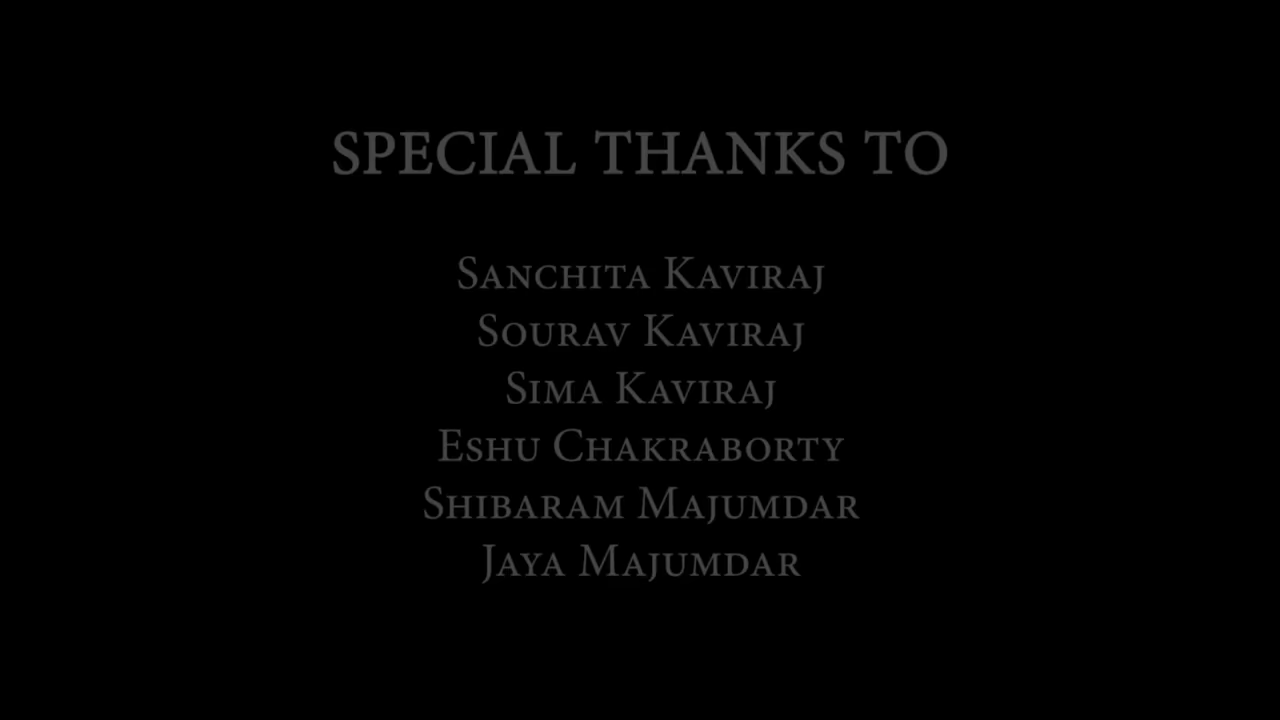 SPECIAL THANKS TO
Sanchita Kaviraj
Sourav Kaviraj
Sima Kaviraj
Eshu Chakraborty
Shibaram Majumdar
Jaya Majumdar